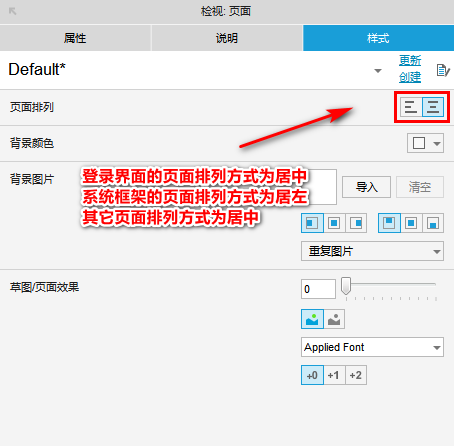 检视: 页面
属性
说明
样式
Default*
更新
创建
页面排列
背景颜色
背景图片
导入
清空
登录界面的页面排列方式为居中
系统框架的页面排列方式为居左
其它页面排列方式为居中
重复图片
草图/页面效果
0
Applied Font
+0 +1 +2